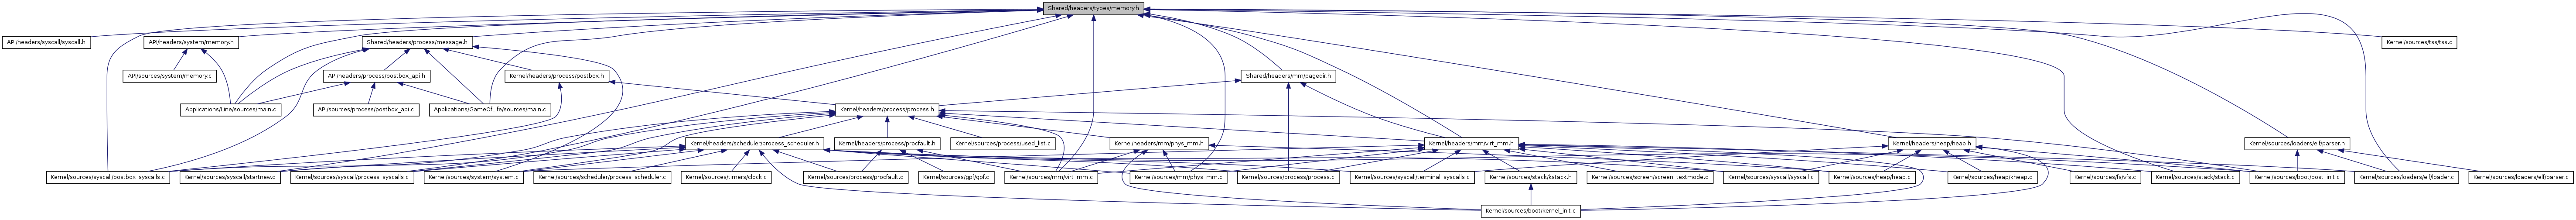 Shared/headers/types/memory.h
API/headers/syscall/syscall.h
API/headers/system/memory.h
Shared/headers/process/message.h
Kernel/sources/tss/tss.c
API/sources/system/memory.c
API/headers/process/postbox_api.h
Kernel/headers/process/postbox.h
Shared/headers/mm/pagedir.h
Applications/Line/sources/main.c
API/sources/process/postbox_api.c
Applications/GameOfLife/sources/main.c
Kernel/headers/process/process.h
Kernel/headers/scheduler/process_scheduler.h
Kernel/headers/process/procfault.h
Kernel/sources/process/used_list.c
Kernel/headers/mm/phys_mm.h
Kernel/headers/mm/virt_mm.h
Kernel/headers/heap/heap.h
Kernel/sources/loaders/elf/parser.h
Kernel/sources/syscall/postbox_syscalls.c
Kernel/sources/syscall/startnew.c
Kernel/sources/syscall/process_syscalls.c
Kernel/sources/system/system.c
Kernel/sources/scheduler/process_scheduler.c
Kernel/sources/timers/clock.c
Kernel/sources/process/procfault.c
Kernel/sources/gpf/gpf.c
Kernel/sources/mm/virt_mm.c
Kernel/sources/mm/phys_mm.c
Kernel/sources/process/process.c
Kernel/sources/syscall/terminal_syscalls.c
Kernel/sources/stack/kstack.h
Kernel/sources/screen/screen_textmode.c
Kernel/sources/syscall/syscall.c
Kernel/sources/heap/heap.c
Kernel/sources/heap/kheap.c
Kernel/sources/fs/vfs.c
Kernel/sources/stack/stack.c
Kernel/sources/boot/post_init.c
Kernel/sources/loaders/elf/loader.c
Kernel/sources/loaders/elf/parser.c
Kernel/sources/boot/kernel_init.c